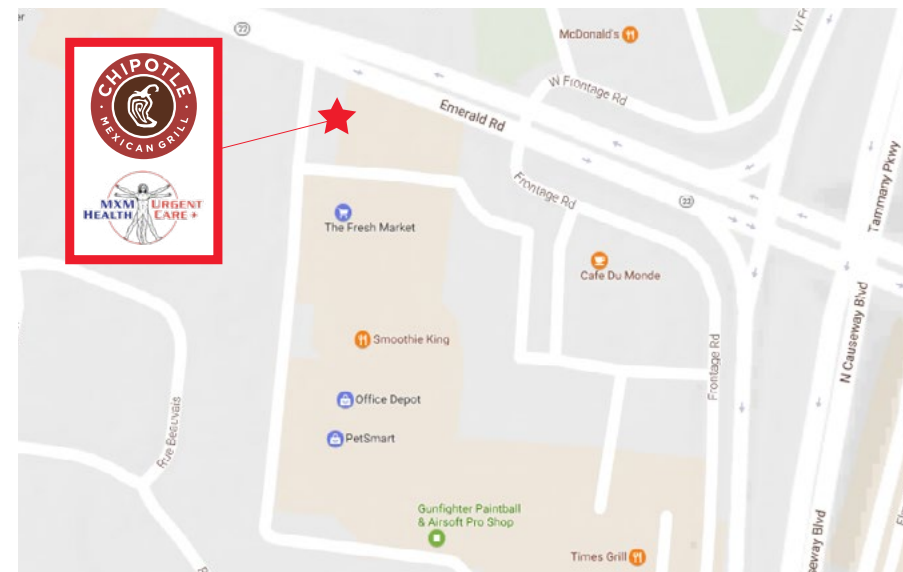 22
McDonald's
W Frontage Rd
Emerald Rd
CHIPOTLE
MEXICAN GRILL
MXM URGENT
HEALTH CARE +
Tammany Pkwy
Frontage Rd
22
The Fresh Market
Cafe Du Monde
N Causeway Blvd
Smoothie King
Frontage Rd
Office Depot
PetSmart
Rue Beauvais
Gunfighter Paintball
& Airsoft Pro Shop
Times Grill